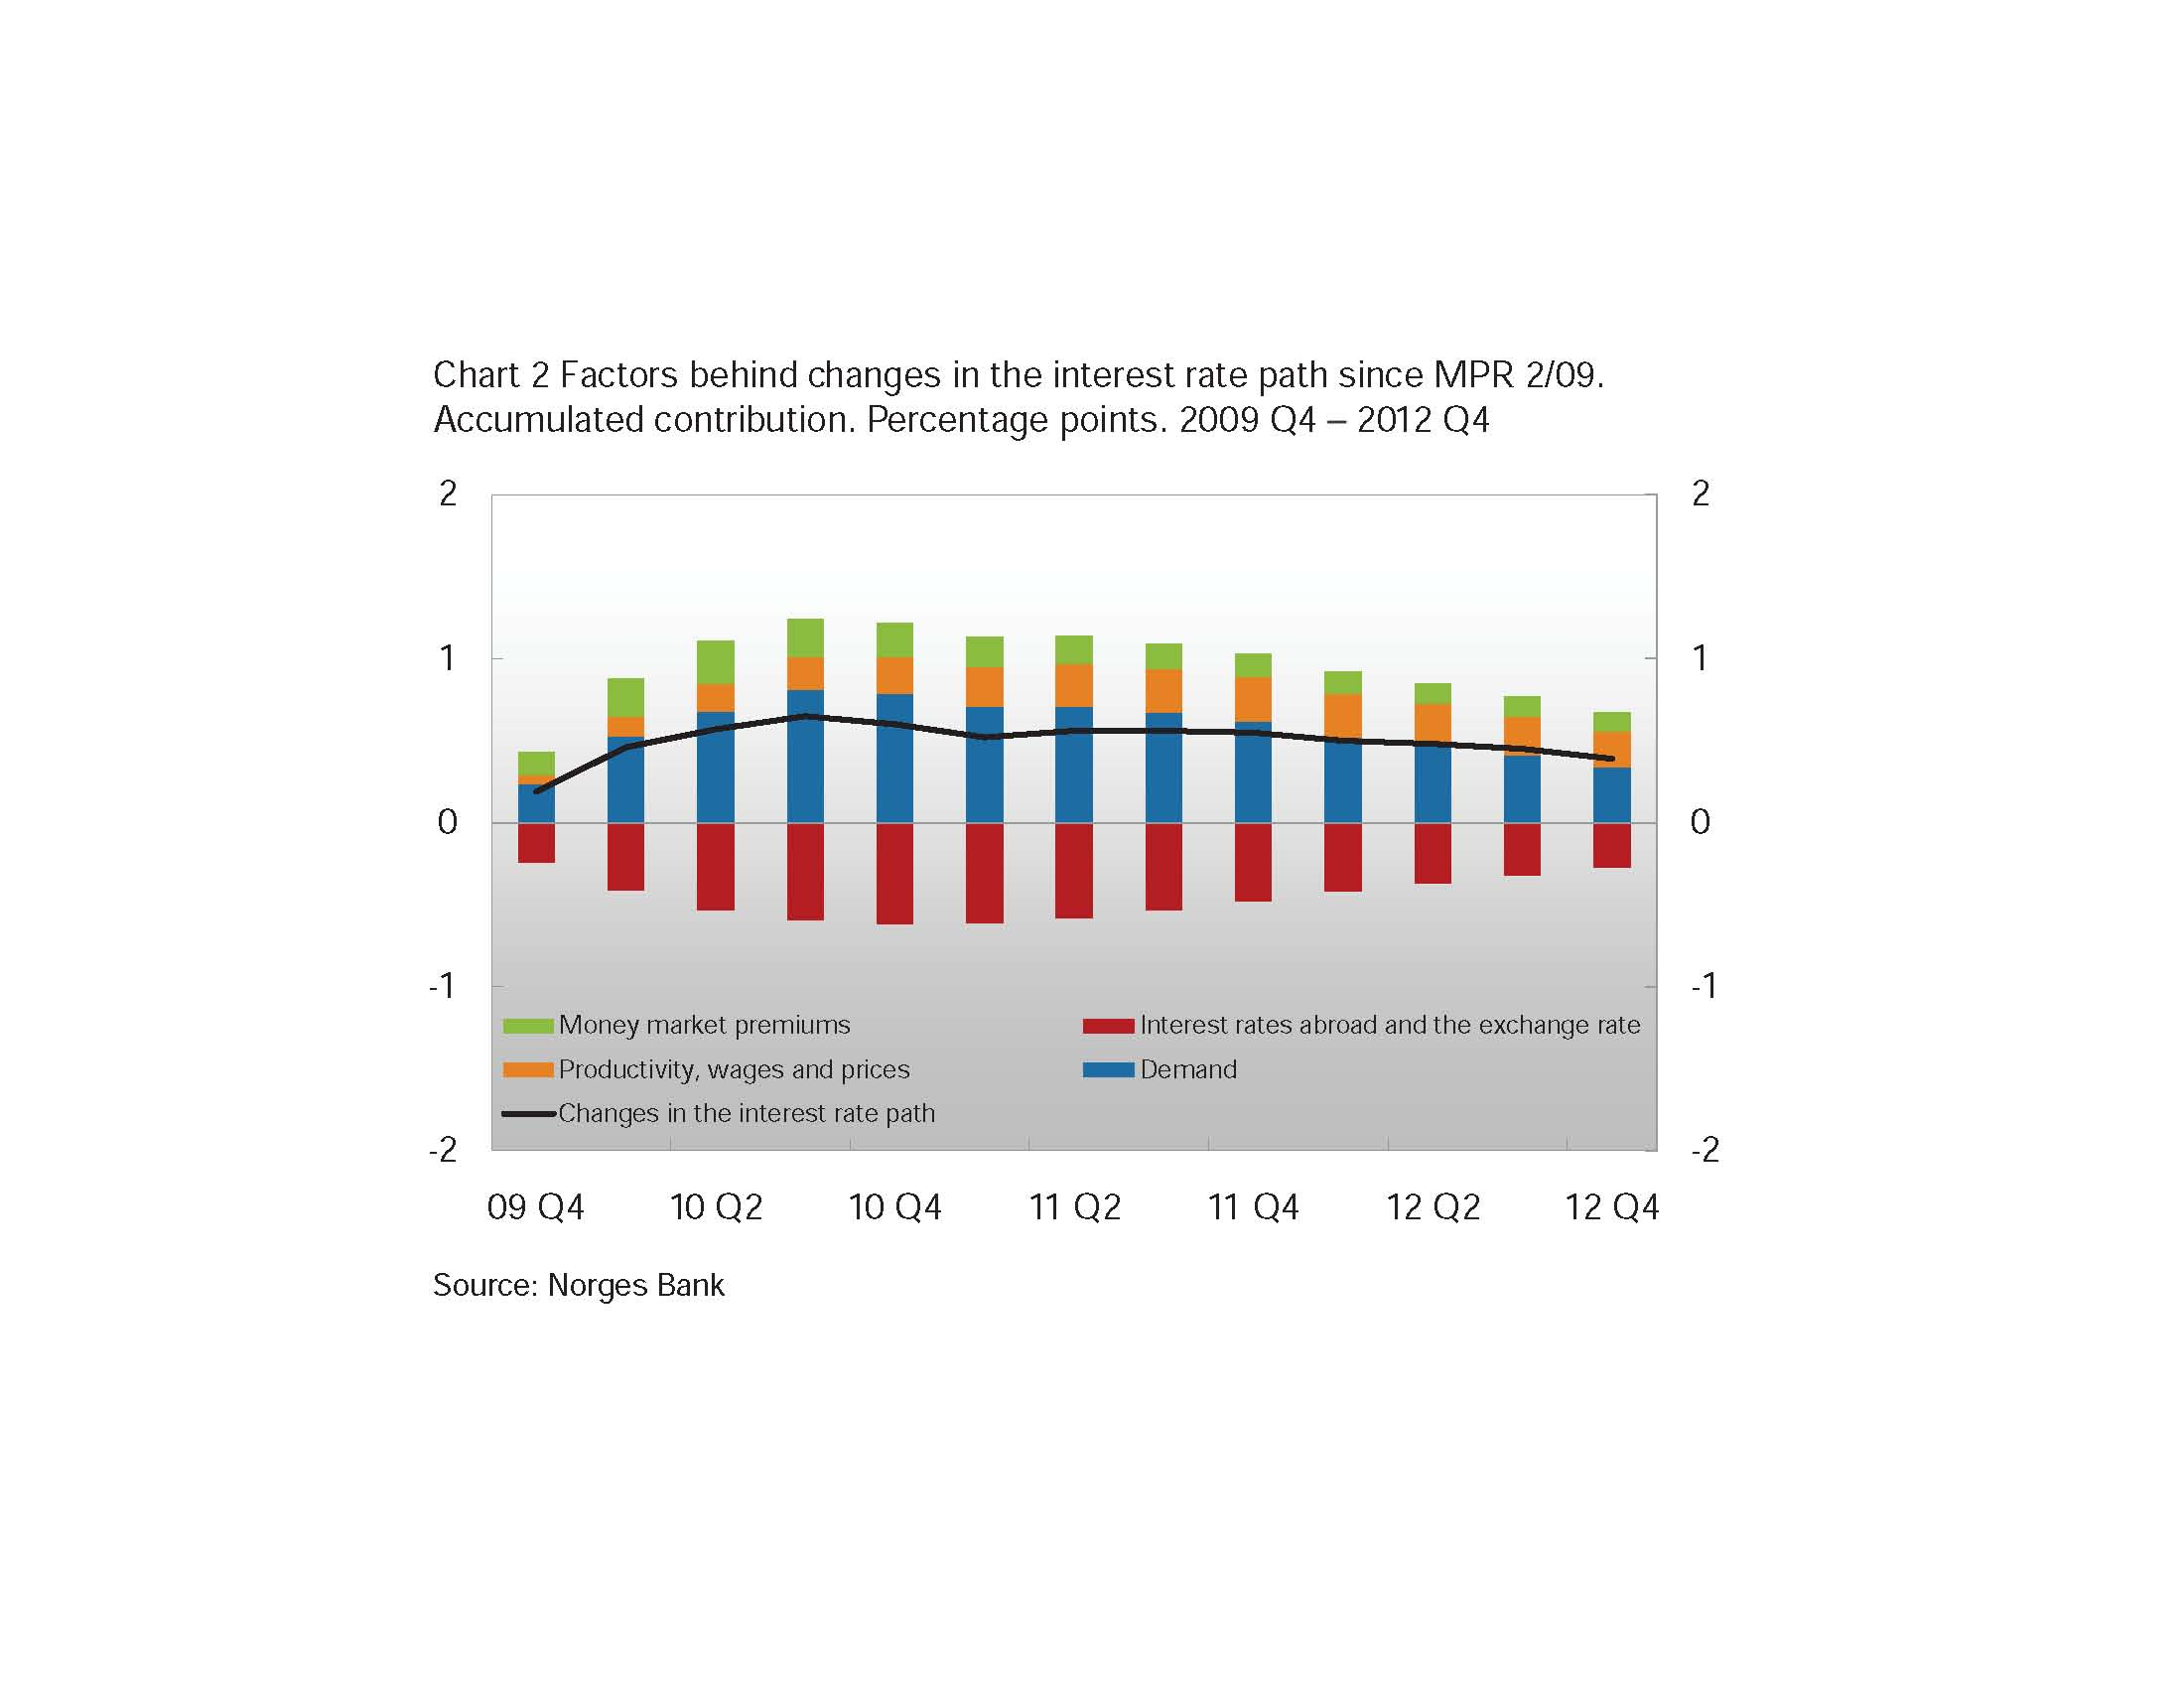 Chart 2 Factors behind changes in the interest rate path since MPR 2/09.
Accumulated contribution. Percentage points. 2009 Q4 – 2012 Q4
2 2
1 1
0 0
-1 -1
Money market premiums Interest rates abroad and the exchange rate
Productivity, wages and prices Demand
Changes in the interest rate path
-2 -2
09 Q4 10 Q2 10 Q4 11 Q2 11 Q4 12 Q2 12 Q4
Source: Norges Bank